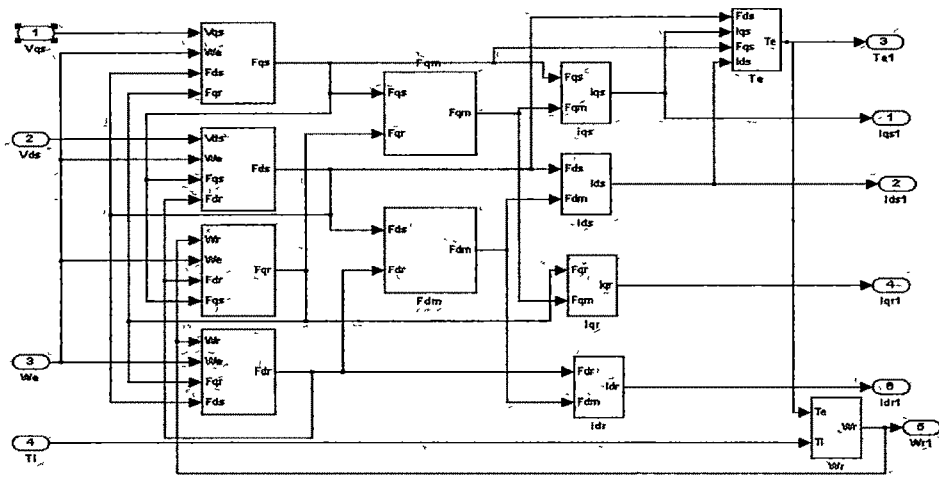 1
Vqs
2
Vds
3
We
4
Tl
Vqs
We
Fds
Fqr
Fqs
Vds
We
Fqs
Fdr
Fds
Wr
We
Fdr
Fqs
Fqr
Wr
We
Fqr
Fds
Fdr
Fqm
Fqs
Fqr
Fqm
Fds
Fdr
Fdm
Fdm
Fqs
Fqm
Iqs
Iqs
Fds
Fdm
Ids
Ids
Fqr
Fqm
Iqr
Iqr
Fdr
Fdm
Idr
Idr
Fds
Iqs
Fqs
Ids
Te
Te
Te
Tl
Wr
Wr
3
Te1
1
Iqs1
2
Ids1
4
Iqr1
6
Idr1
5
Wr1